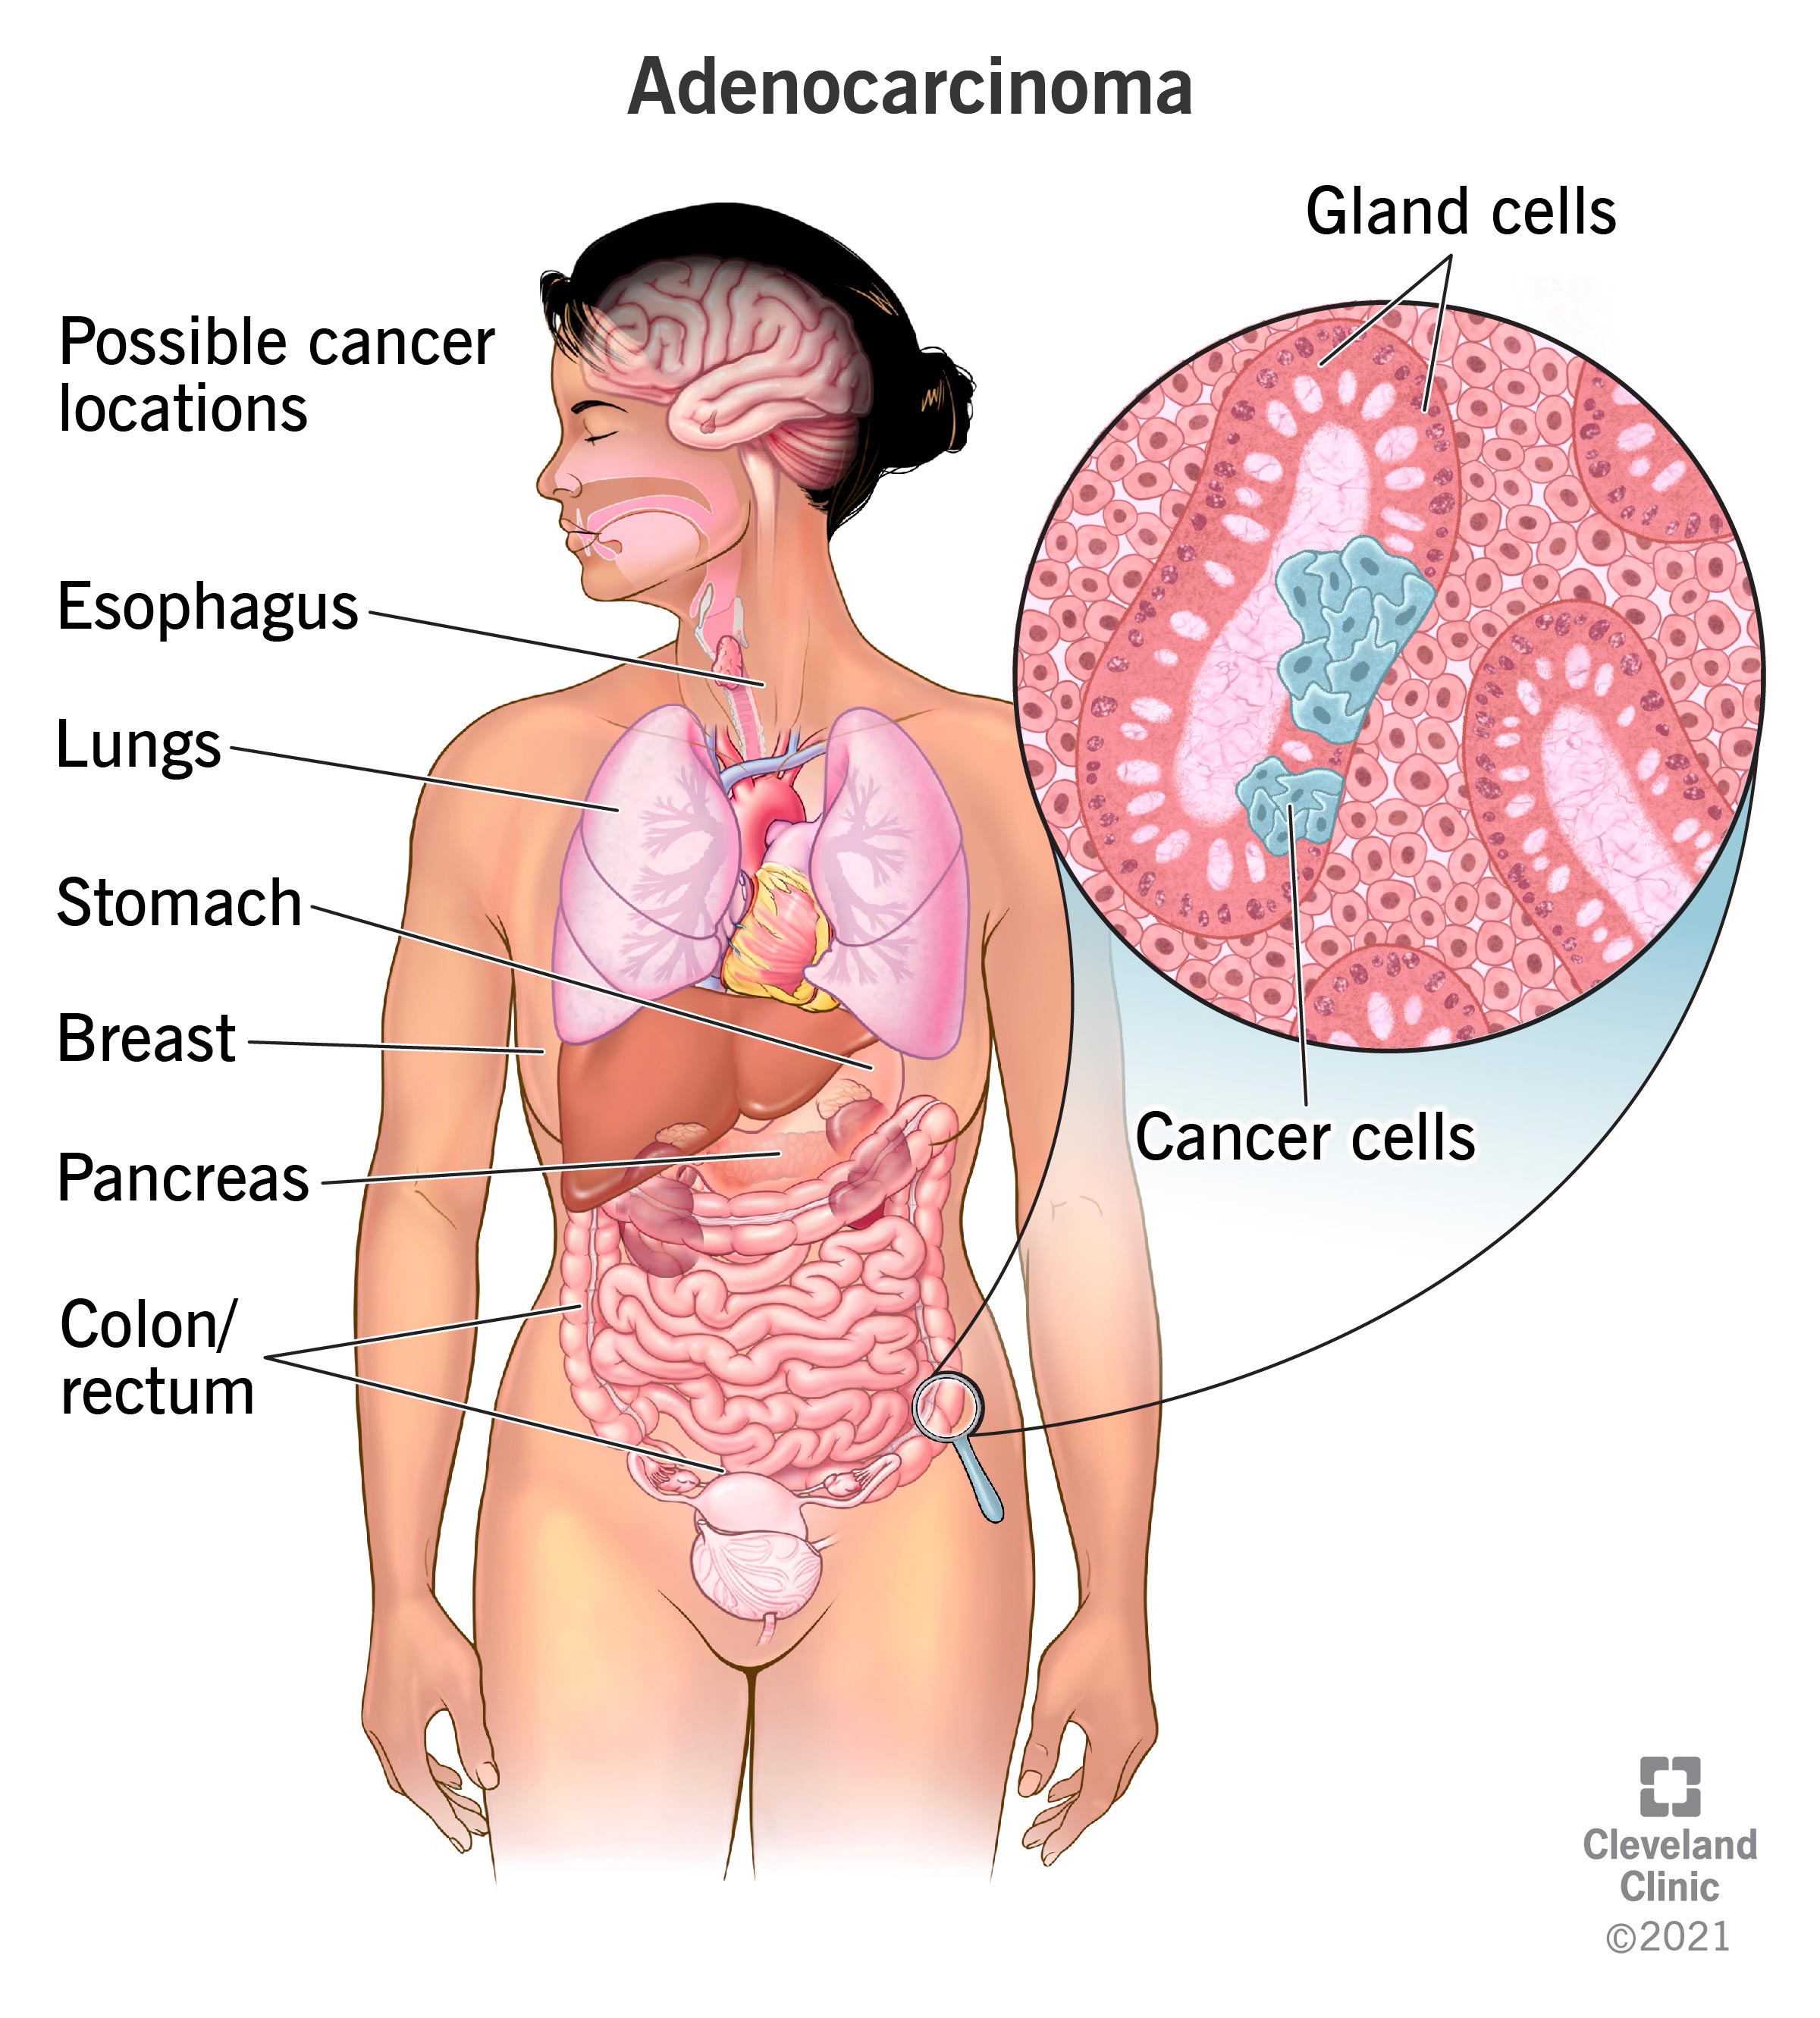 Adenocarcinoma
Gland cells
Possible cancer
locations
Esophagus
Lungs
Stomach
Breast
Pancreas
Cancer cells
Colon/
rectum
Cleveland
Clinic
©2021